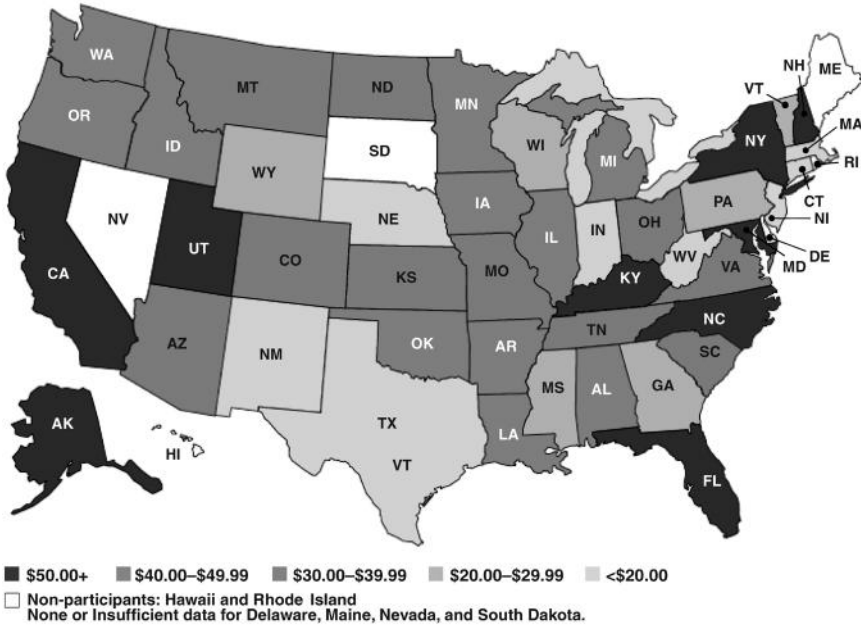 WA
MT
ND
MN
OR
ID
SD
WI
MI
WY
NE
IA
NV
UT
CO
KS
MO
IL
IN
OH
PA
NY
VT
NH
ME
MA
RI
CT
NI
DE
MD
WV
VA
KY
NC
TN
SC
CA
AZ
NM
OK
AR
MS
AL
GA
LA
TX
VT
FL
AK
HI
$50.00+ $40.00–$49.99 $30.00–$39.99 $20.00–$29.99 <$20.00
Non-participants: Hawaii and Rhode Island
None or Insufficient data for Delaware, Maine, Nevada, and South Dakota.